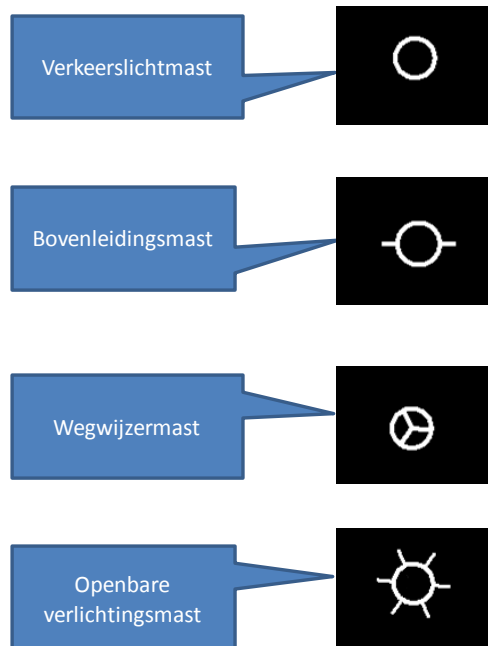 Verkeerslichtmast
Bovenleidingsmast
Wegwijzermast
Openbare
verlichtingsmast